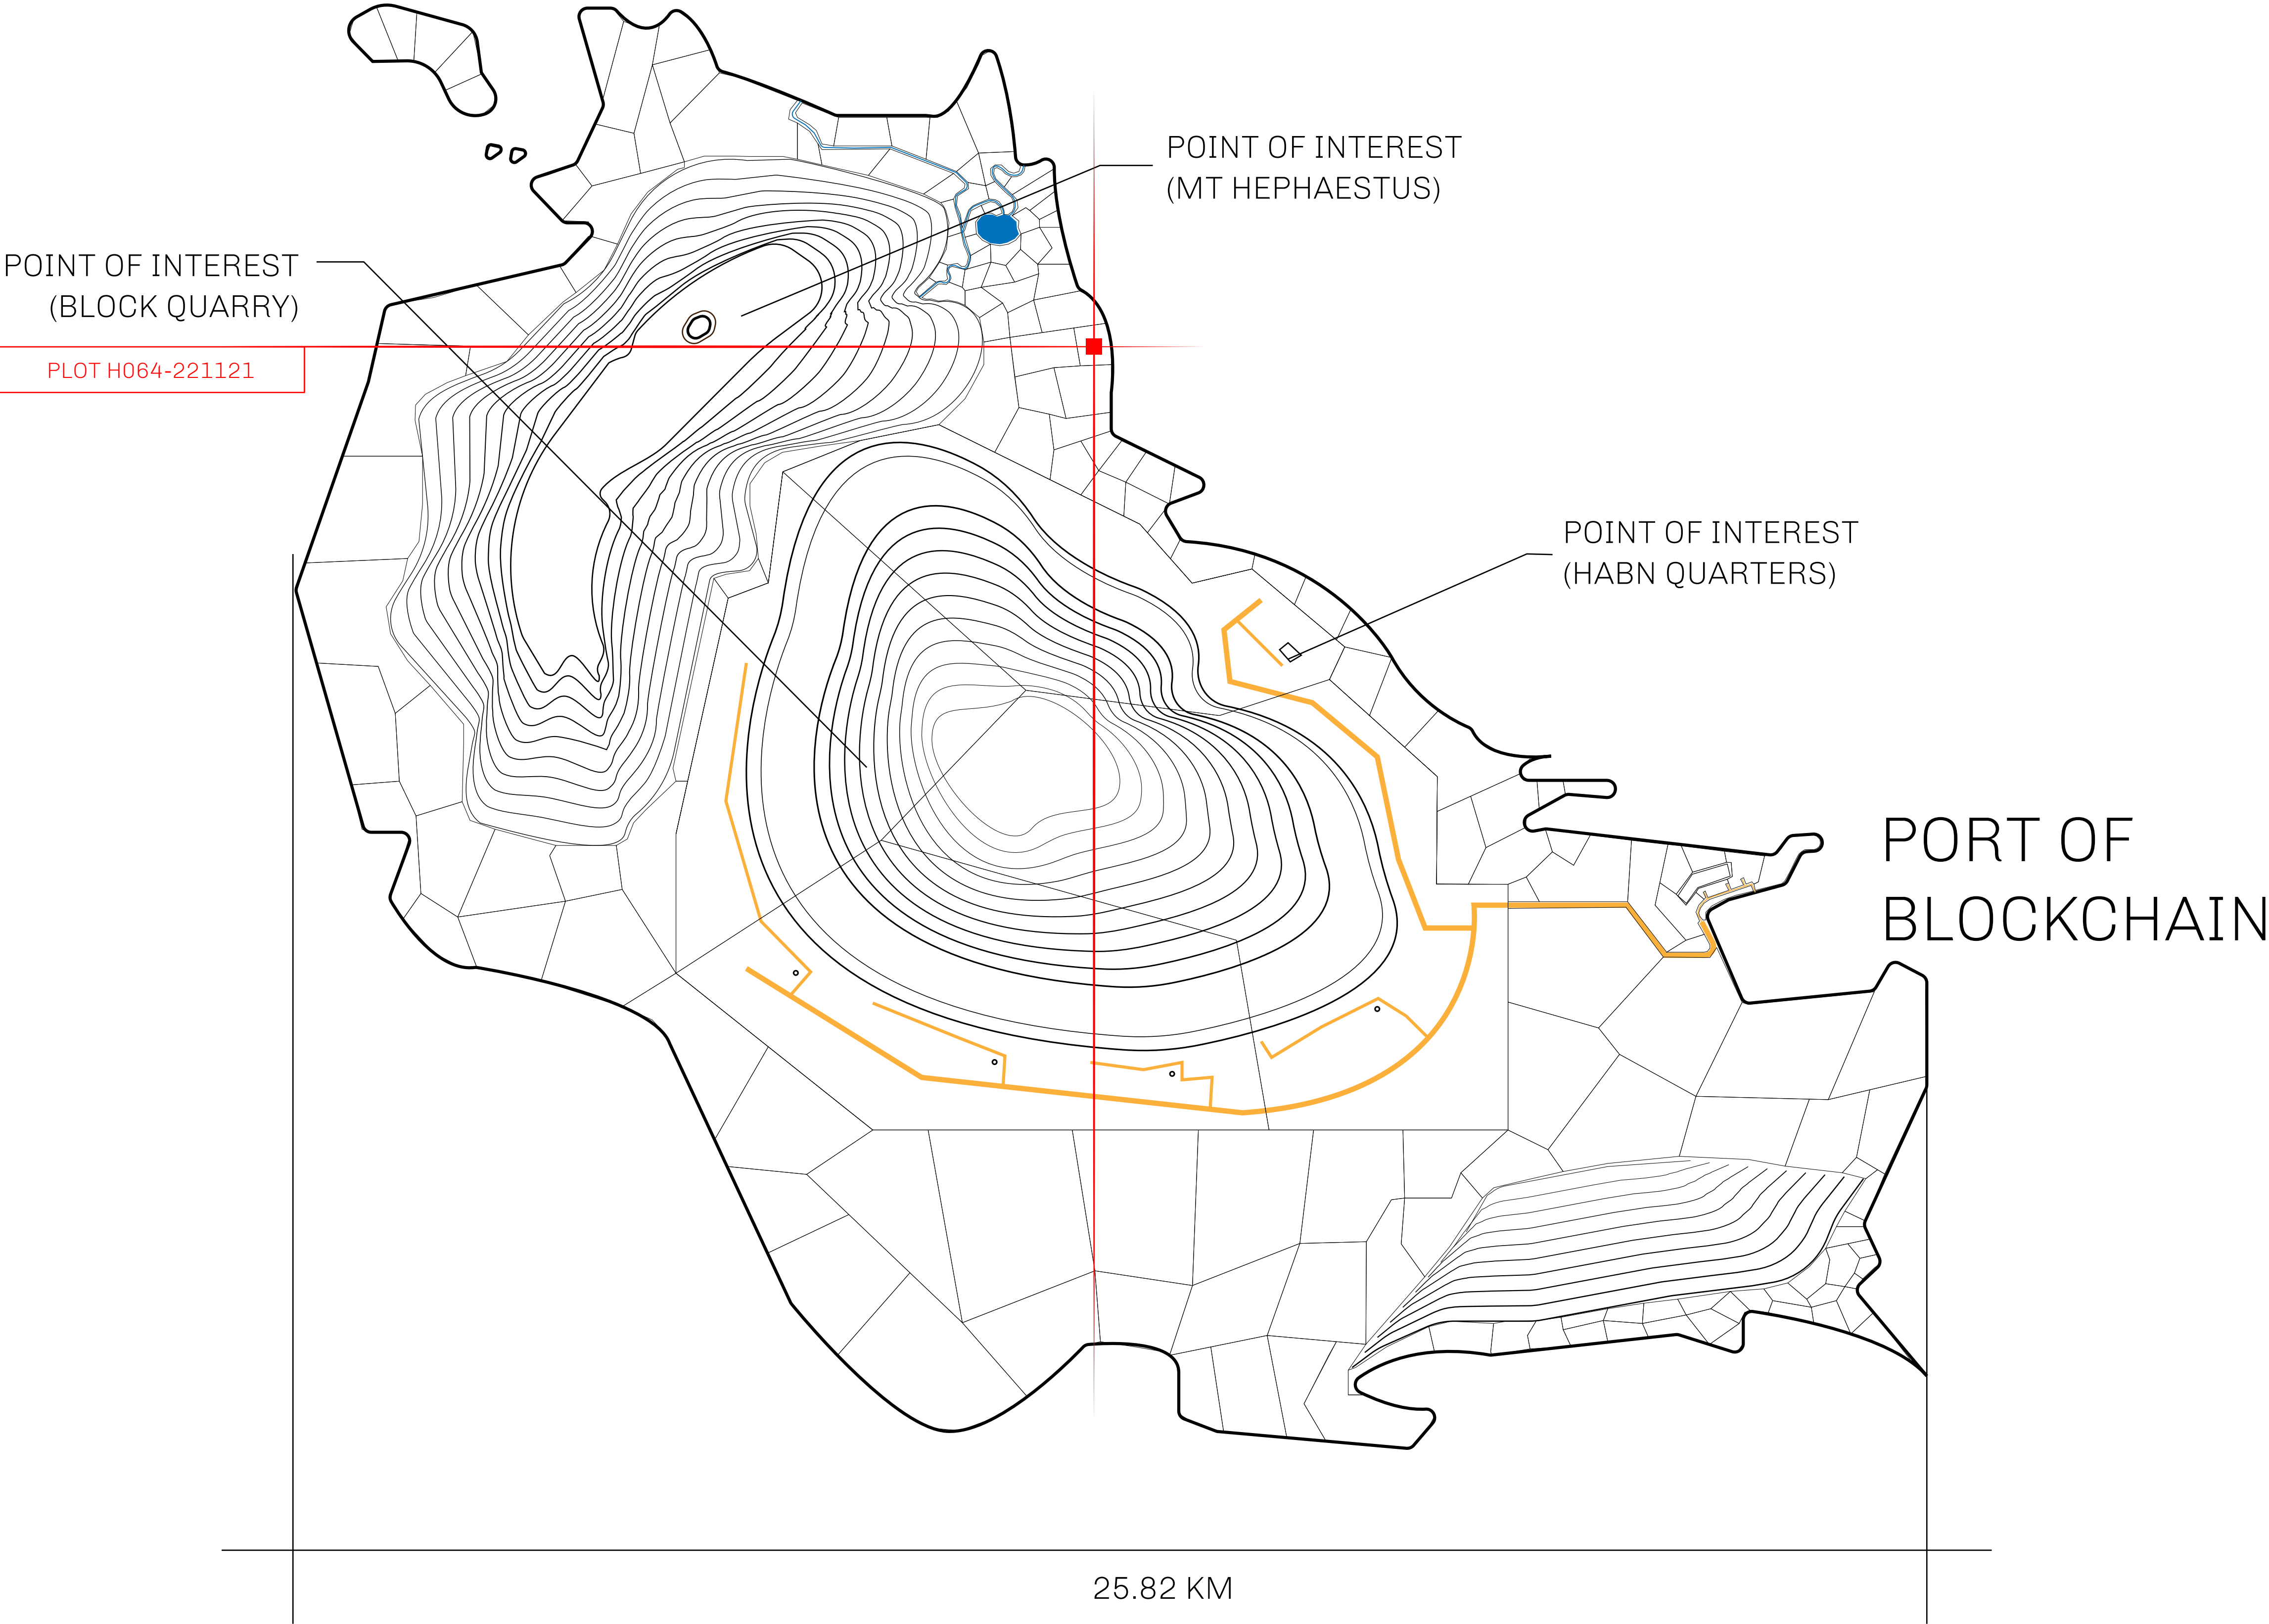 POINT OF INTEREST
(MT HEPHAESTUS)
POINT OF INTEREST
(BLOCK QUARRY)
PLOT H064-221121
POINT OF INTEREST
(HABN QUARTERS)
PORT OF
BLOCKCHAIN
25.82 KM